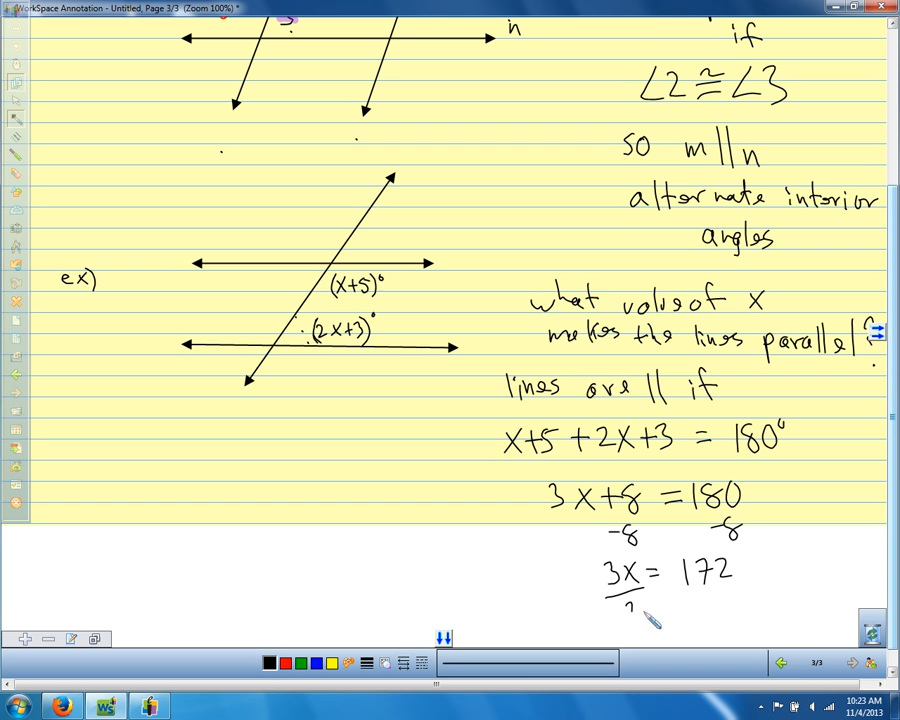 WorkSpace Annotation - Untitled, Page 3/3 (Zoom 100%) *
3
n
if
∠2 ≅ ∠3
so m || n
alternate interior
angles
ex)
(x+5)°
(2x+3)°
what value of x
makes the lines parallel?
lines are || if
x+5 + 2x+3 = 180°
3x+8 = 180
-8 -8
3x = 172
3/3
10:23 AM
11/4/2013